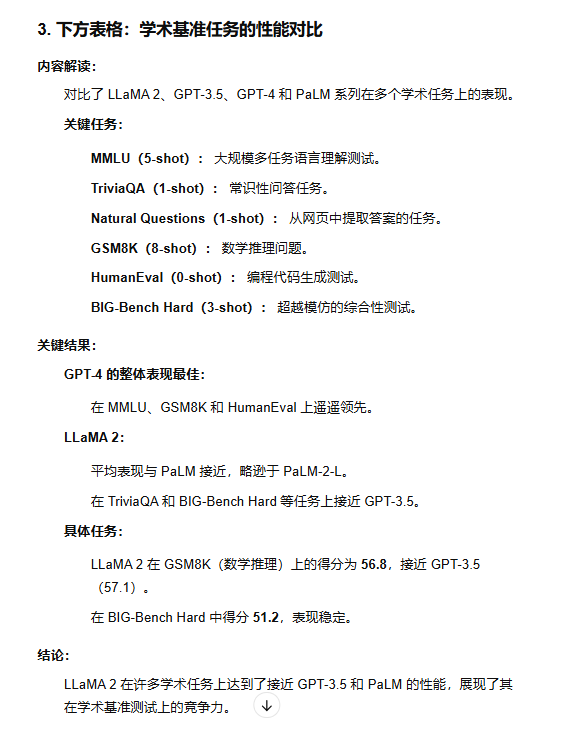 3. 下方表格：学术基准任务的性能对比
内容解读：
对比了 LLaMA 2、GPT-3.5、GPT-4 和 PaLM 系列在多个学术任务上的表现。
关键任务：
MMLU（5-shot）： 大规模多任务语言理解测试。
TriviaQA（1-shot）： 常识性问答任务。
Natural Questions（1-shot）： 从网页中提取答案的任务。
GSM8K（8-shot）： 数学推理问题。
HumanEval（0-shot）： 编程代码生成测试。
BIG-Bench Hard（3-shot）： 超越模仿的综合性测试。
关键结果：
GPT-4 的整体表现最佳：
在 MMLU、GSM8K 和 HumanEval 上遥遥领先。
LLaMA 2：
平均表现与 PaLM 接近，略逊于 PaLM-2-L。
在 TriviaQA 和 BIG-Bench Hard 等任务上接近 GPT-3.5。
具体任务：
LLaMA 2 在 GSM8K（数学推理）上的得分为 56.8，接近 GPT-3.5
（57.1）。
在 BIG-Bench Hard 中得分 51.2，表现稳定。
结论：
LLaMA 2 在许多学术任务上达到了接近 GPT-3.5 和 PaLM 的性能，展现了其
在学术基准测试上的竞争力。